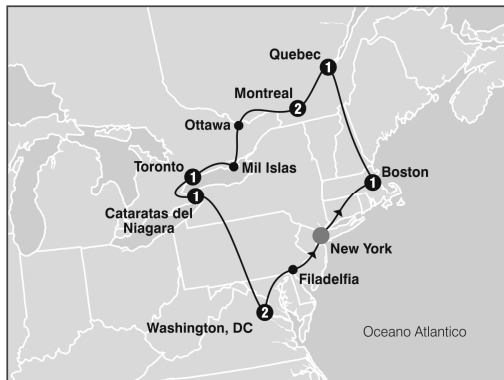 Quebec
1
Montreal
2
Ottawa
Toronto
1
Mil Islas
1
Boston
1
Cataratas del
Niagara
New York
Filadelfia
2
Washington, DC
Oceano Atlantico